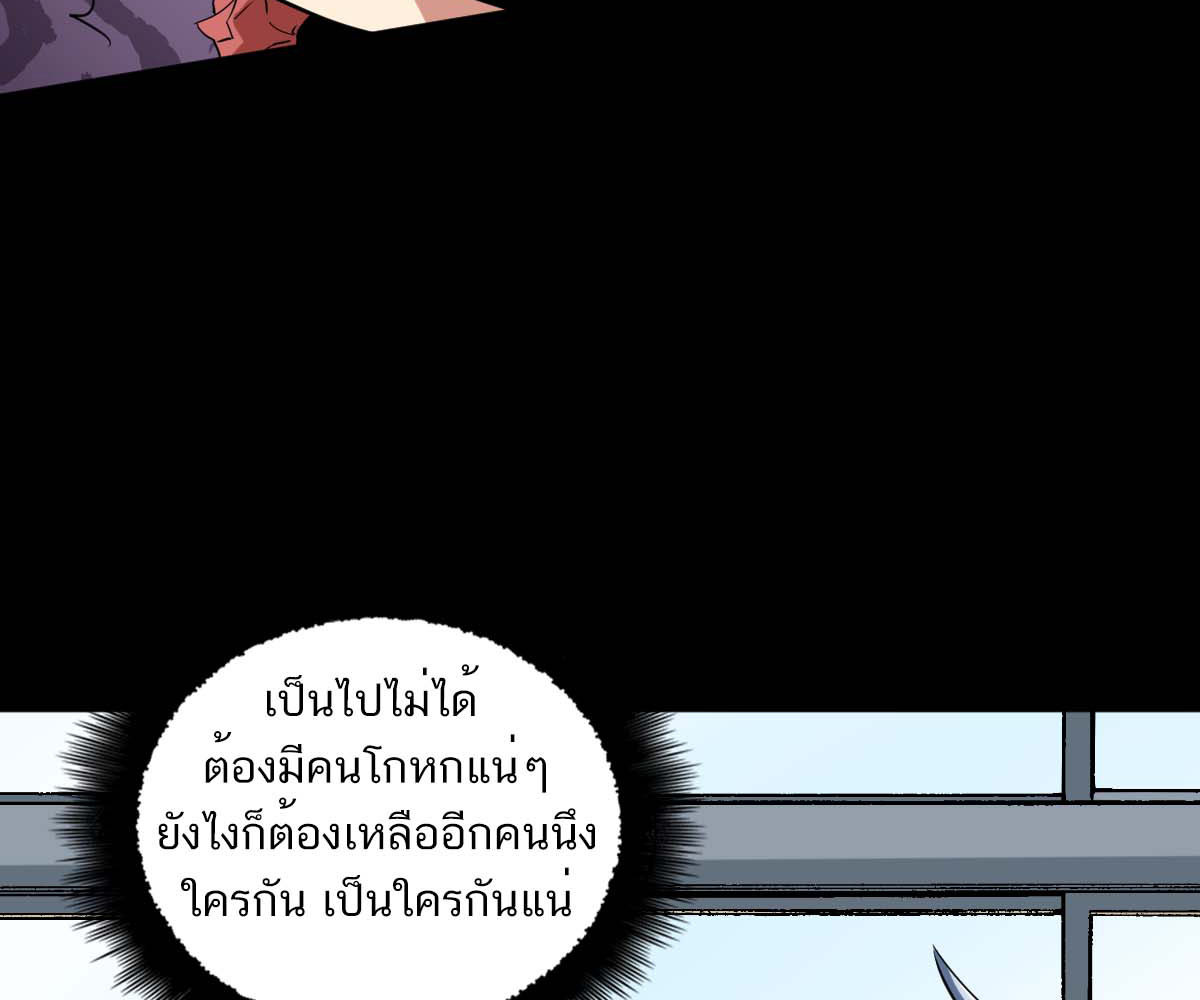 เป็นไปไม่ได้
ต้องมีคนโกหกแน่ๆ
ยังไงก็ต้องเหลืออีกคนนึง
ใครกัน เป็นใครกันแน่